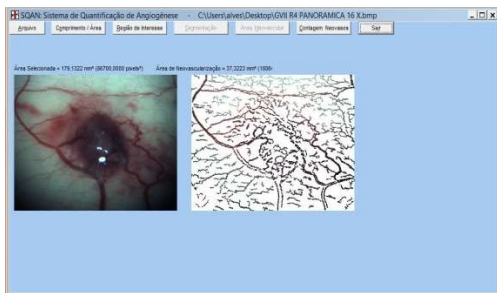 SQAN: Sistema de Quantificação de Angiogênese - C:\Users\alves\Desktop\GVII R4 PANORAMICA 16 X.bmp
Arquivo Comprimento / Área Região de Interesse Segmentação Área Intervascular Contagem Neovasos Sair
Área Selecionada = 179,1322 mm² (86700,0000 pixels²) Área de Neovascularização = 37,3223 mm²